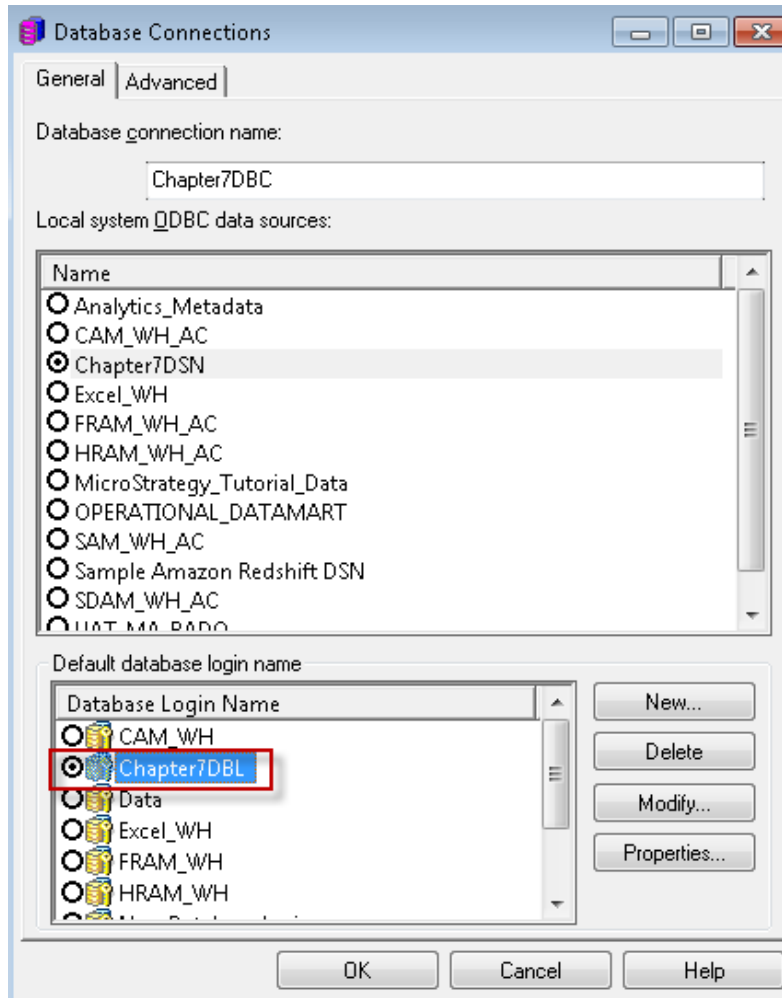 Database Connections
General
Advanced
Database connection name:
Chapter7DBC
Local system ODBC data sources:
Name
Analytics_Metadata
CAM_WH_AC
Chapter7DSN
Excel_WH
FRAM_WH_AC
HRAM_WH_AC
MicroStrategy_Tutorial_Data
OPERATIONAL_DATAMART
SAM_WH_AC
Sample Amazon Redshift DSN
SDAM_WH_AC
Default database login name
Database Login Name
CAM_WH
Chapter7DBL
Data
Excel_WH
FRAM_WH
HRAM_WH
New...
Delete
Modify...
Properties...
OK
Cancel
Help